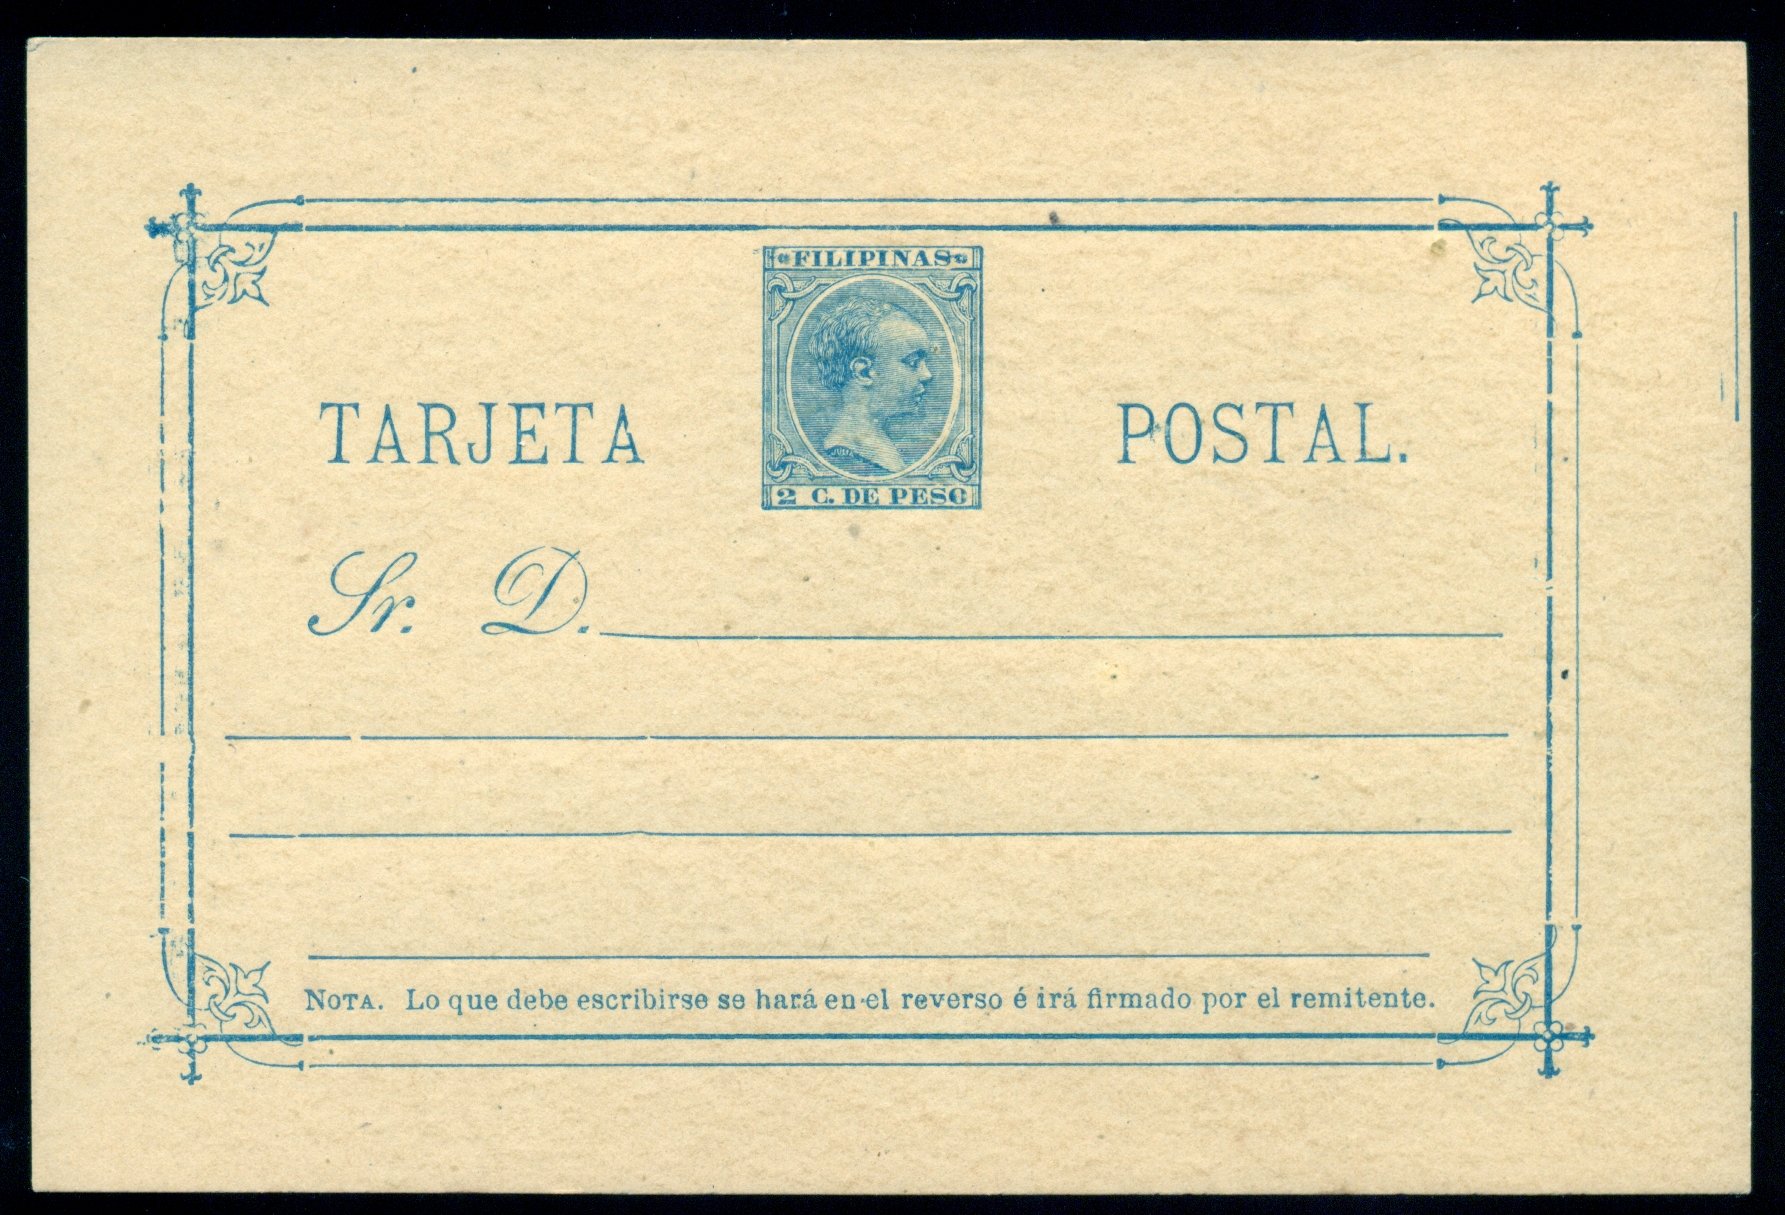 FILIPINAS
TARJETA POSTAL.
2 C. DE PESO
Sr. D.
NOTA. Lo que debe escribirse se hará en el reverso é irá firmado por el remitente.